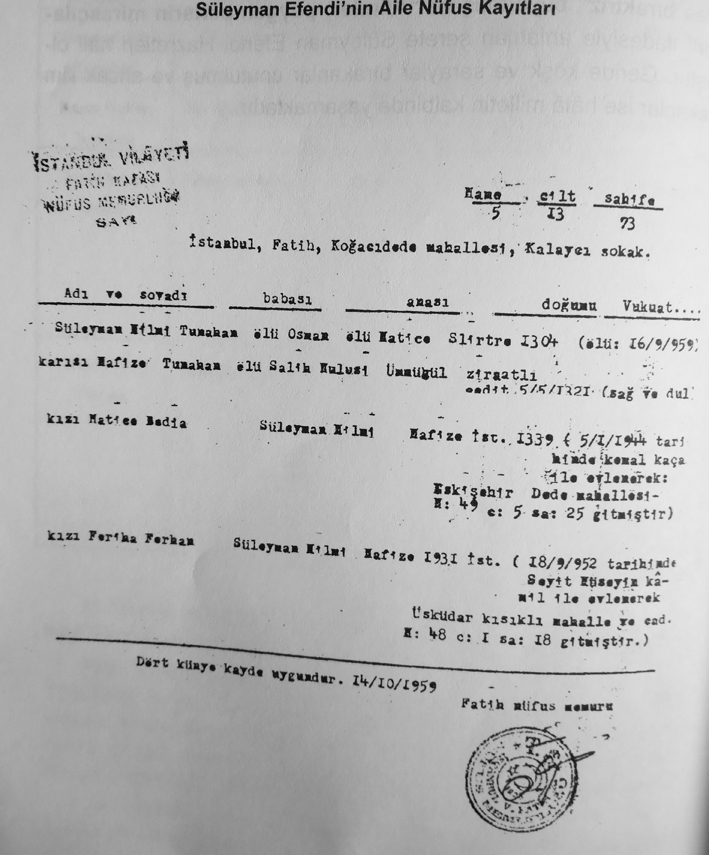 Süleyman Efendi'nin Aile Nüfus Kayıtları
İSTANBUL VİLÂYETİ
FATİH KAZASI
NÜFUS MEMURLUĞU
SAYI
Hane cilt sahife
5 13 73
İstanbul, Fatih, Koğacıdede mahallesi, Kalaycı sokak.
Adı ve soyadı babası anası doğumu Vukuat....
Süleyman Hilmi Tunahan ölü Osman ölü Hatice Slirtre 1304 (ölü: 16/9/959)
karısı Hafize Tunahan ölü Salih Hulusi Ümmügül ziraatli
cedit 5/5/1321 (sağ ve dul
kızı Hatice Bedia Süleyman Hilmi Hafize İst. 1339 ( 5/1/1944 tari
hinde kemal kaça
ile evlenerek:
Eskişehir Dede mahallesi-
H: 49 c: 5 sa: 25 gitmiştir)
kızı Feriha Ferhan Süleyman Hilmi Hafize 1931 İst. ( 18/9/952 tarihinde
Seyit Hüseyin kâ-
mil ile evlenerek
Üsküdar kısıklı mahalle ve cad.
H: 48 c: 1 sa: 18 gitmiştir.)
Dört künye kayde uygundur. 14/10/1959
Fatih nüfus memuru
T.